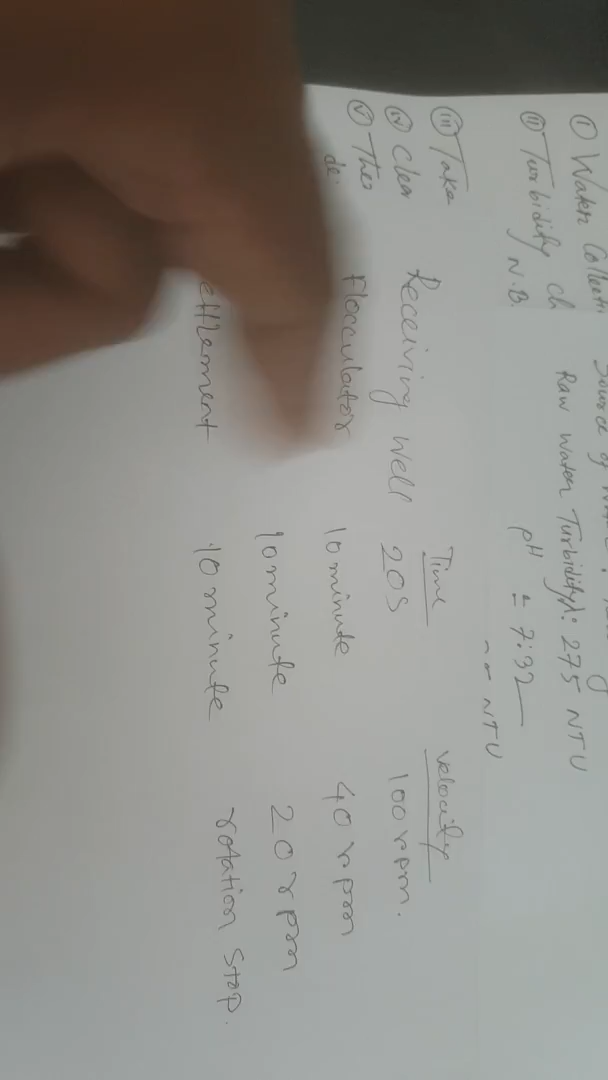 ① Water Collecti
Source of
② Turbidity ch
Raw Water Turbidity: 275 NTU
N.B.
pH = 7.32
NTU
③ Take
Time Velocity
④ Clea
Receiving Well 20s 100 rpm.
⑤ The
Flocculator 10 minute 40 rpm
10 minute 20 rpm
ettlement 10 minute rotation stop.